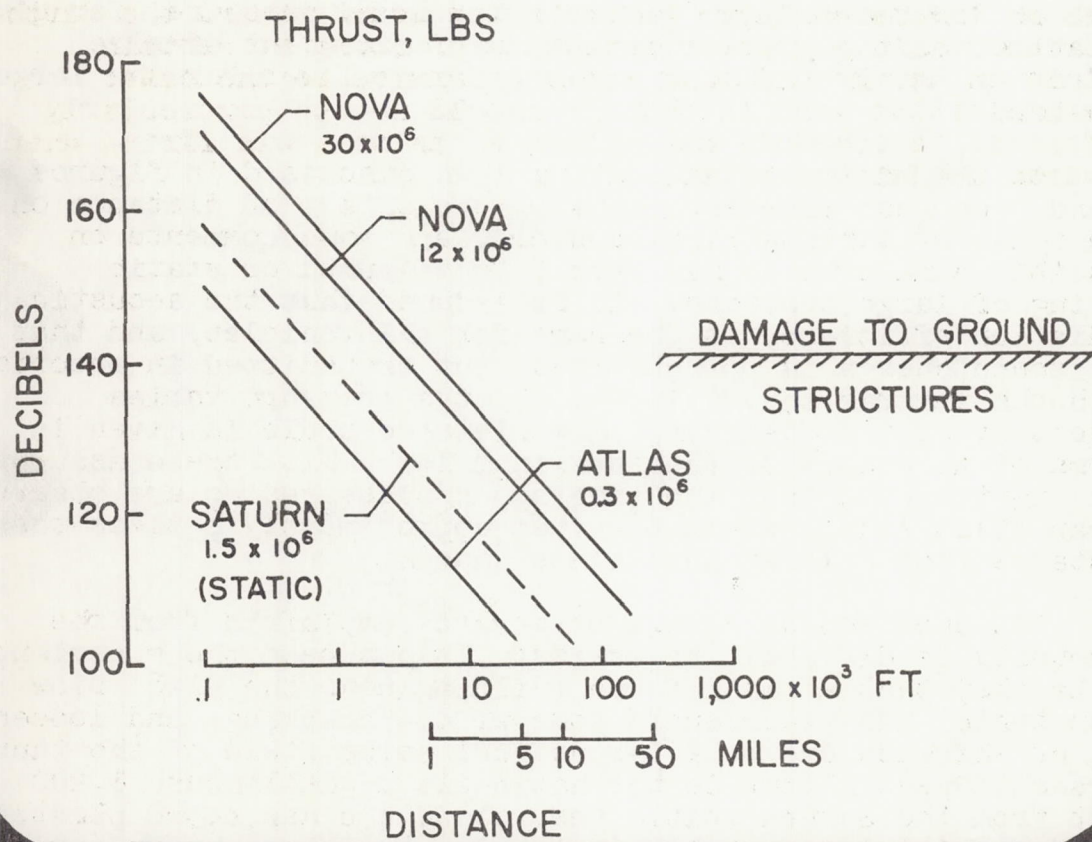 THRUST, LBS
180
NOVA
30 x 10⁶
160
NOVA
12 x 10⁶
DAMAGE TO GROUND
STRUCTURES
140
DECIBELS
ATLAS
0.3 x 10⁶
120
SATURN
1.5 x 10⁶
(STATIC)
100
.1 1 10 100 1,000 x 10³ FT
1 5 10 50 MILES
DISTANCE